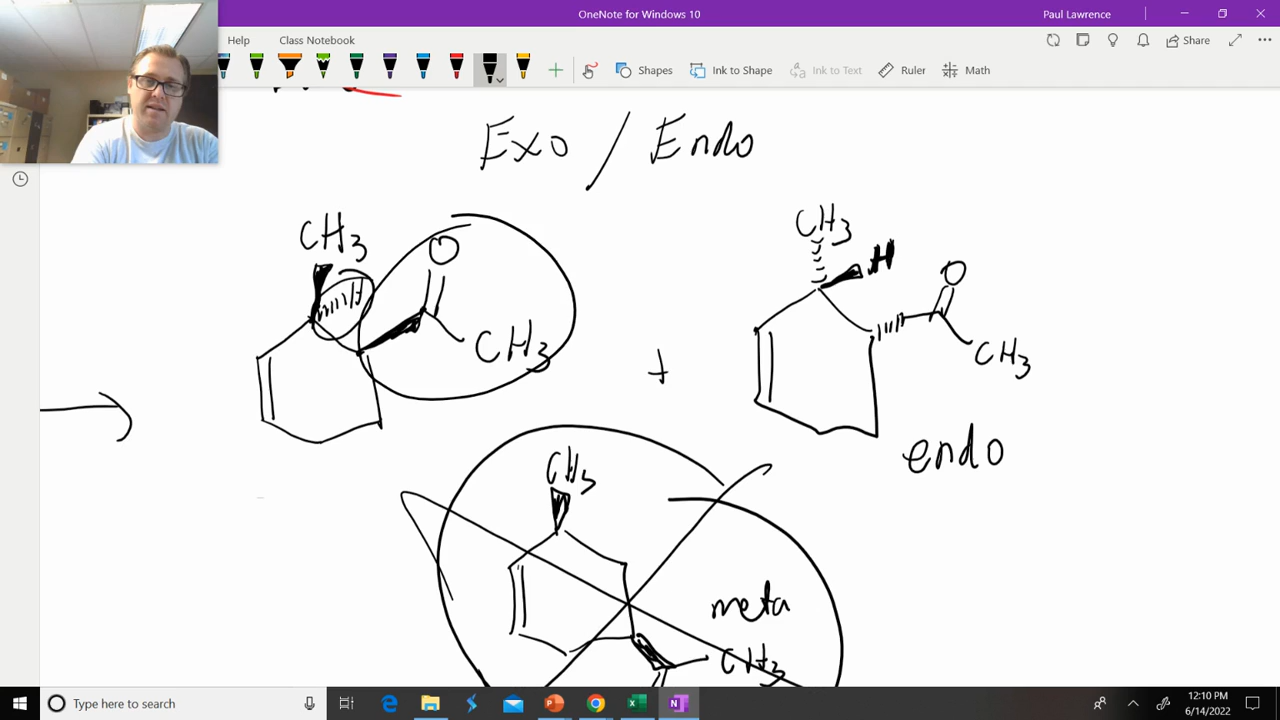 OneNote for Windows 10
Paul Lawrence
Help Class Notebook
Share
Shapes
Ink to Shape
Ink to Text
Ruler
Math
Exo / Endo
CH3
O
H
CH3
+
CH3
H
O
CH3
endo
CH3
meta
CH3
Type here to search
12:10 PM
6/14/2022